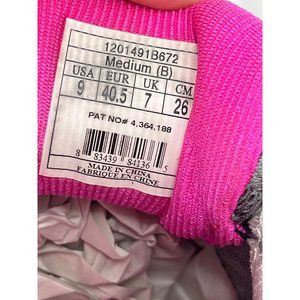 1201491B672
Medium (B)
USA EUR UK CM
9 40.5 7 26
PAT NO# 4,364,188
8 83439 84136 5
MADE IN CHINA
FABRIQUE EN CHINE